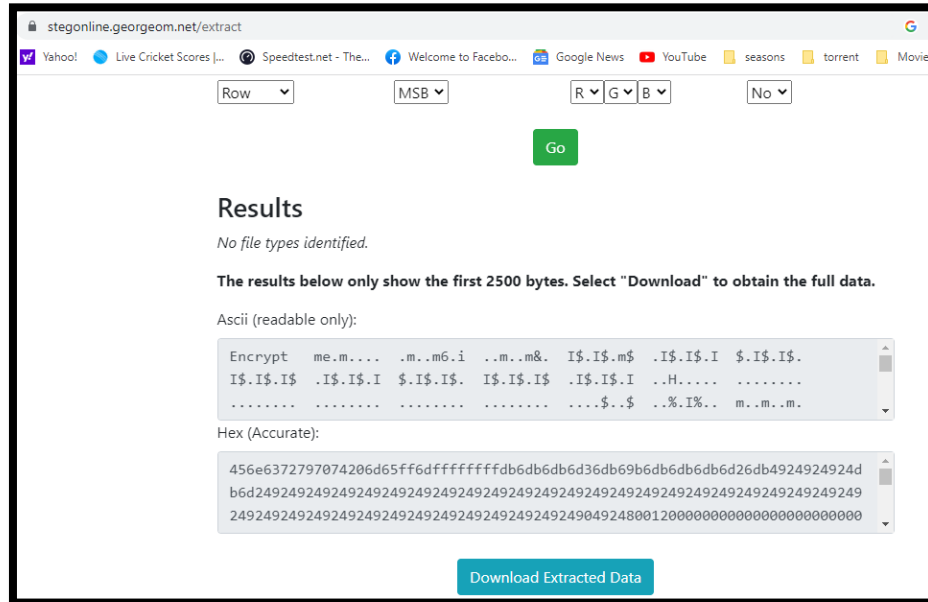 stegonline.georgeom.net/extract
Yahoo! Live Cricket Scores |... Speedtest.net - The... Welcome to Facebo... Google News YouTube seasons torrent Movie
Row MSB R G B No
Go
Results
No file types identified.
The results below only show the first 2500 bytes. Select "Download" to obtain the full data.
Ascii (readable only):
Encrypt me.m.... .m..m6.i ..m..m&. I$.I$.m$ .I$.I$.I $.I$.I$.
I$.I$.I$ .I$.I$.I $.I$.I$. I$.I$.I$ .I$.I$.I ..H..... ........
........ ........ ........ ........ ....$..$ ..%.I%.. m..m..m.
Hex (Accurate):
456e6372797074206d65ff6dffffffffdb6db6db6d36db69b6db6db6db6d26db4924924924d
b6d249249249249249249249249249249249249249249249249249249249249249249249249
249249249249249249249249249249249249249249049248001200000000000000000000000
Download Extracted Data